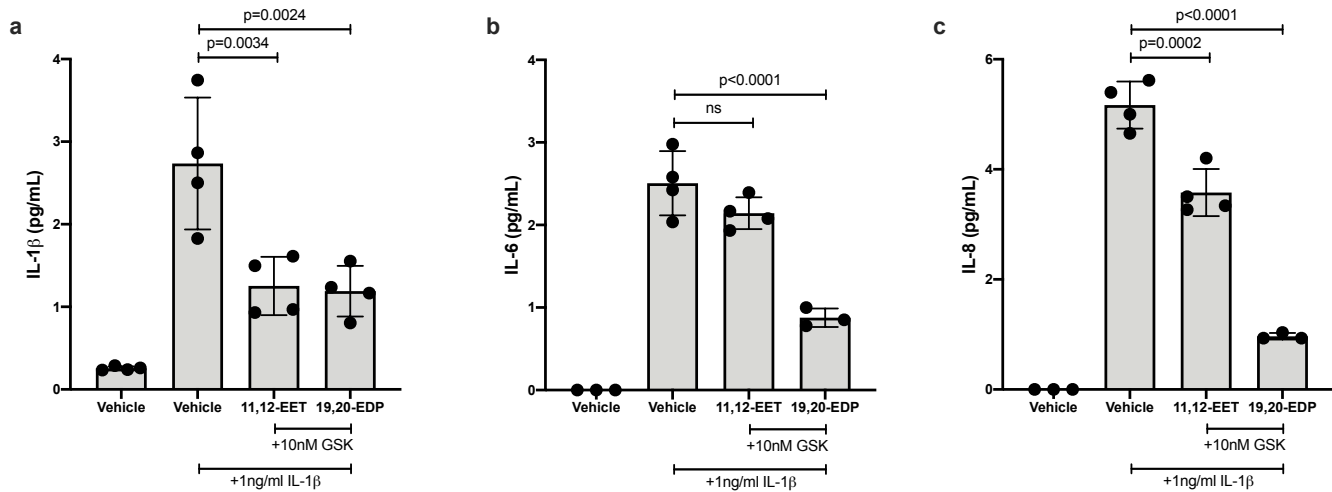 a
p=0.0024
p=0.0034
IL-1β (pg/mL)
4
3
2
1
0
Vehicle Vehicle 11,12-EET 19,20-EDP
+10nM GSK
+1ng/ml IL-1β
b
p<0.0001
ns
IL-6 (pg/mL)
4
3
2
1
0
Vehicle Vehicle 11,12-EET 19,20-EDP
+10nM GSK
+1ng/ml IL-1β
c
p<0.0001
p=0.0002
IL-8 (pg/mL)
6
4
2
0
Vehicle Vehicle 11,12-EET 19,20-EDP
+10nM GSK
+1ng/ml IL-1β